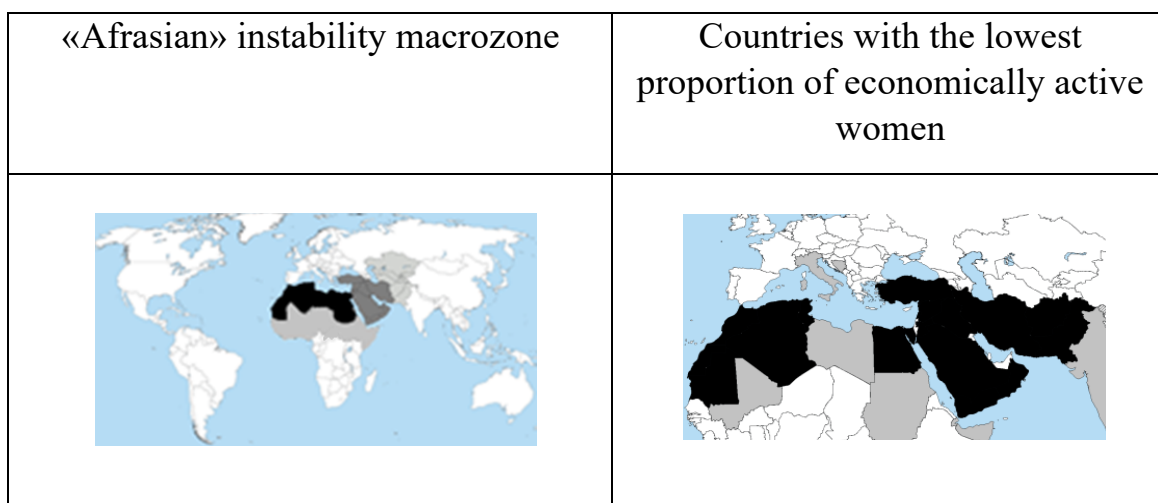 «Afrasian» instability macrozone
Countries with the lowest
proportion of economically active
women